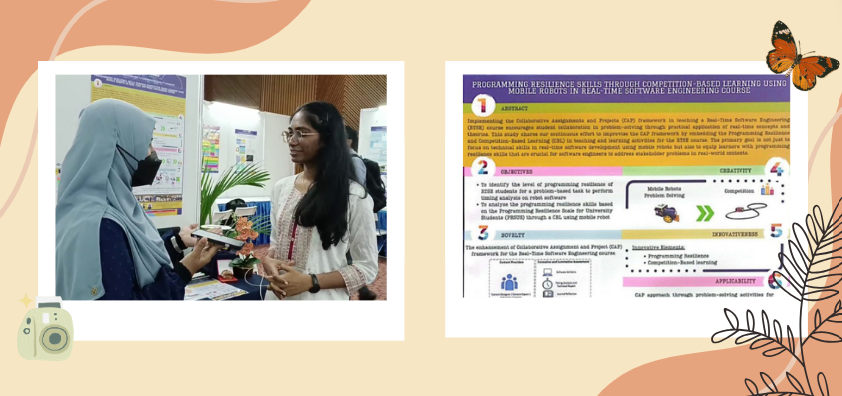 PROGRAMMING RESILIENCE SKILLS THROUGH COMPETITION-BASED LEARNING USING
MOBILE ROBOTS IN REAL-TIME SOFTWARE ENGINEERING COURSE
1
ABSTRACT
Implementing the Collaborative Assignments and Projects (CAP) framework in teaching a Real-Time Software Engineering
(RTSE) course encourages student collaboration in problem-solving through practical application of real-time concepts and
theories. This study shares our continuous effort to improvise the CAP framework by embedding the Programming Resilience
and Competition-Based Learning (CBL) in teaching and learning activities for the RTSE course. The primary goal is not just to
focus on technical skills in real-time software development using mobile robots but also to equip learners with programming
resilience skills that are crucial for software engineers to address stakeholder problems in real-world contexts.
2
OBJECTIVES
• To identify the level of programming resilience of
RTSE students for a problem-based task to perform
timing analysis on robot software
• To analyse the programming resilience skills based
on the Programming Resilience Scale for University
Students (PRSUS) through a CBL using mobile robot
CREATIVITY
4
Mobile Robots
Problem Solving
Competition
3
NOVELTY
The enhancement of Collaborative Assignment and Project (CAP)
framework for the Real-Time Software Engineering course.
INNOVATIVENESS
5
Innovative Elements:
• Programming Resilience
• Competition-Based learning
APPLICABILITY
6
CAP approach through problem-solving activities for